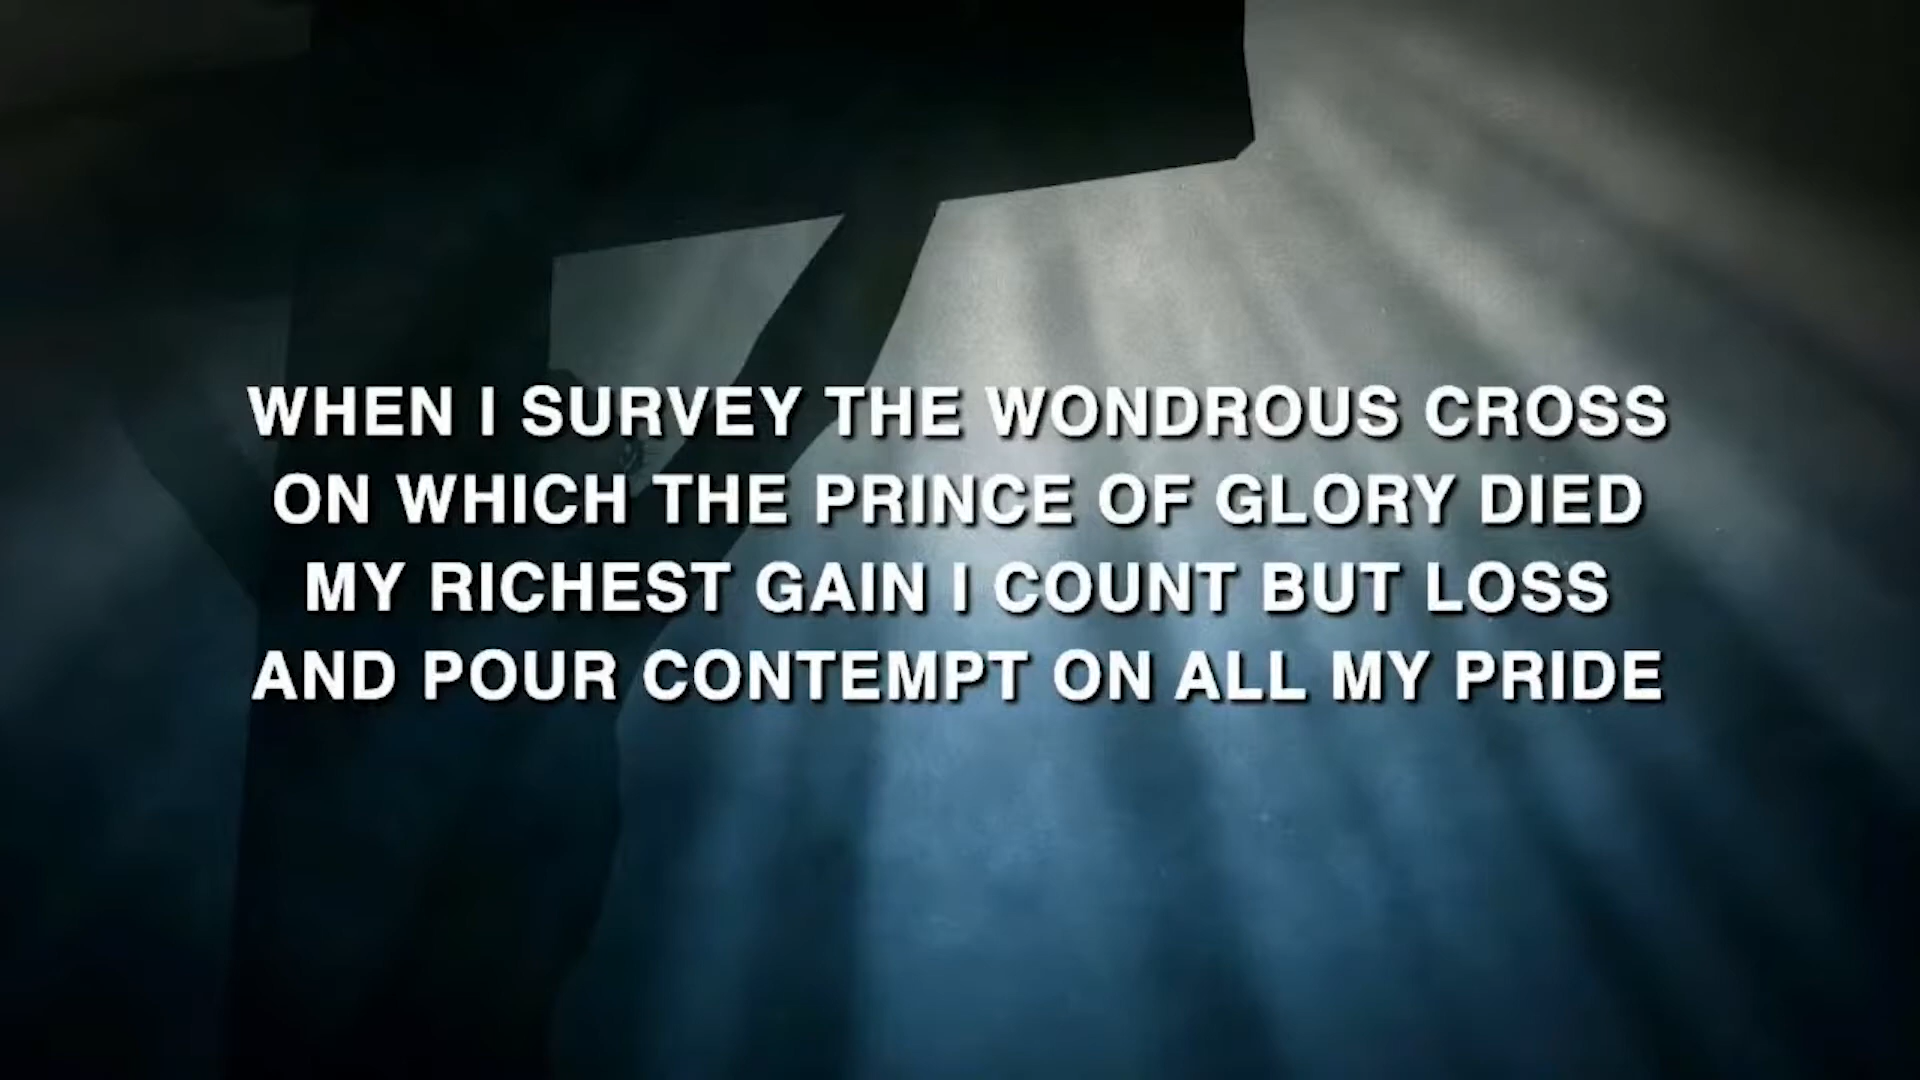 WHEN I SURVEY THE WONDROUS CROSS
ON WHICH THE PRINCE OF GLORY DIED
MY RICHEST GAIN I COUNT BUT LOSS
AND POUR CONTEMPT ON ALL MY PRIDE